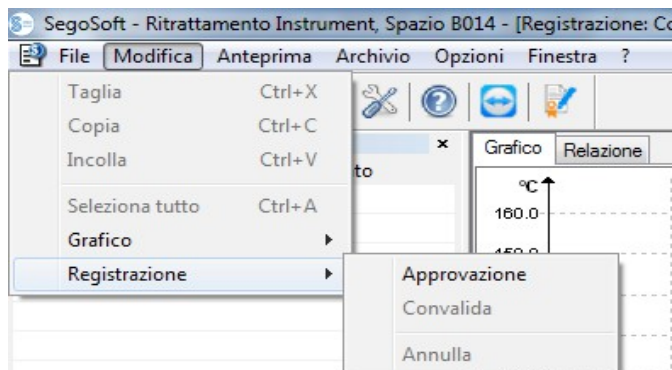 SegoSoft - Ritrattamento Instrument, Spazio B014 - [Registrazione: Co
File Modifica Anteprima Archivio Opzioni Finestra ?
Taglia Ctrl+X
Copia Ctrl+C
Incolla Ctrl+V
to
Seleziona tutto Ctrl+A
Grafico
Registrazione
Approvazione
Convalida
Annulla
Grafico Relazione
°C
160.0